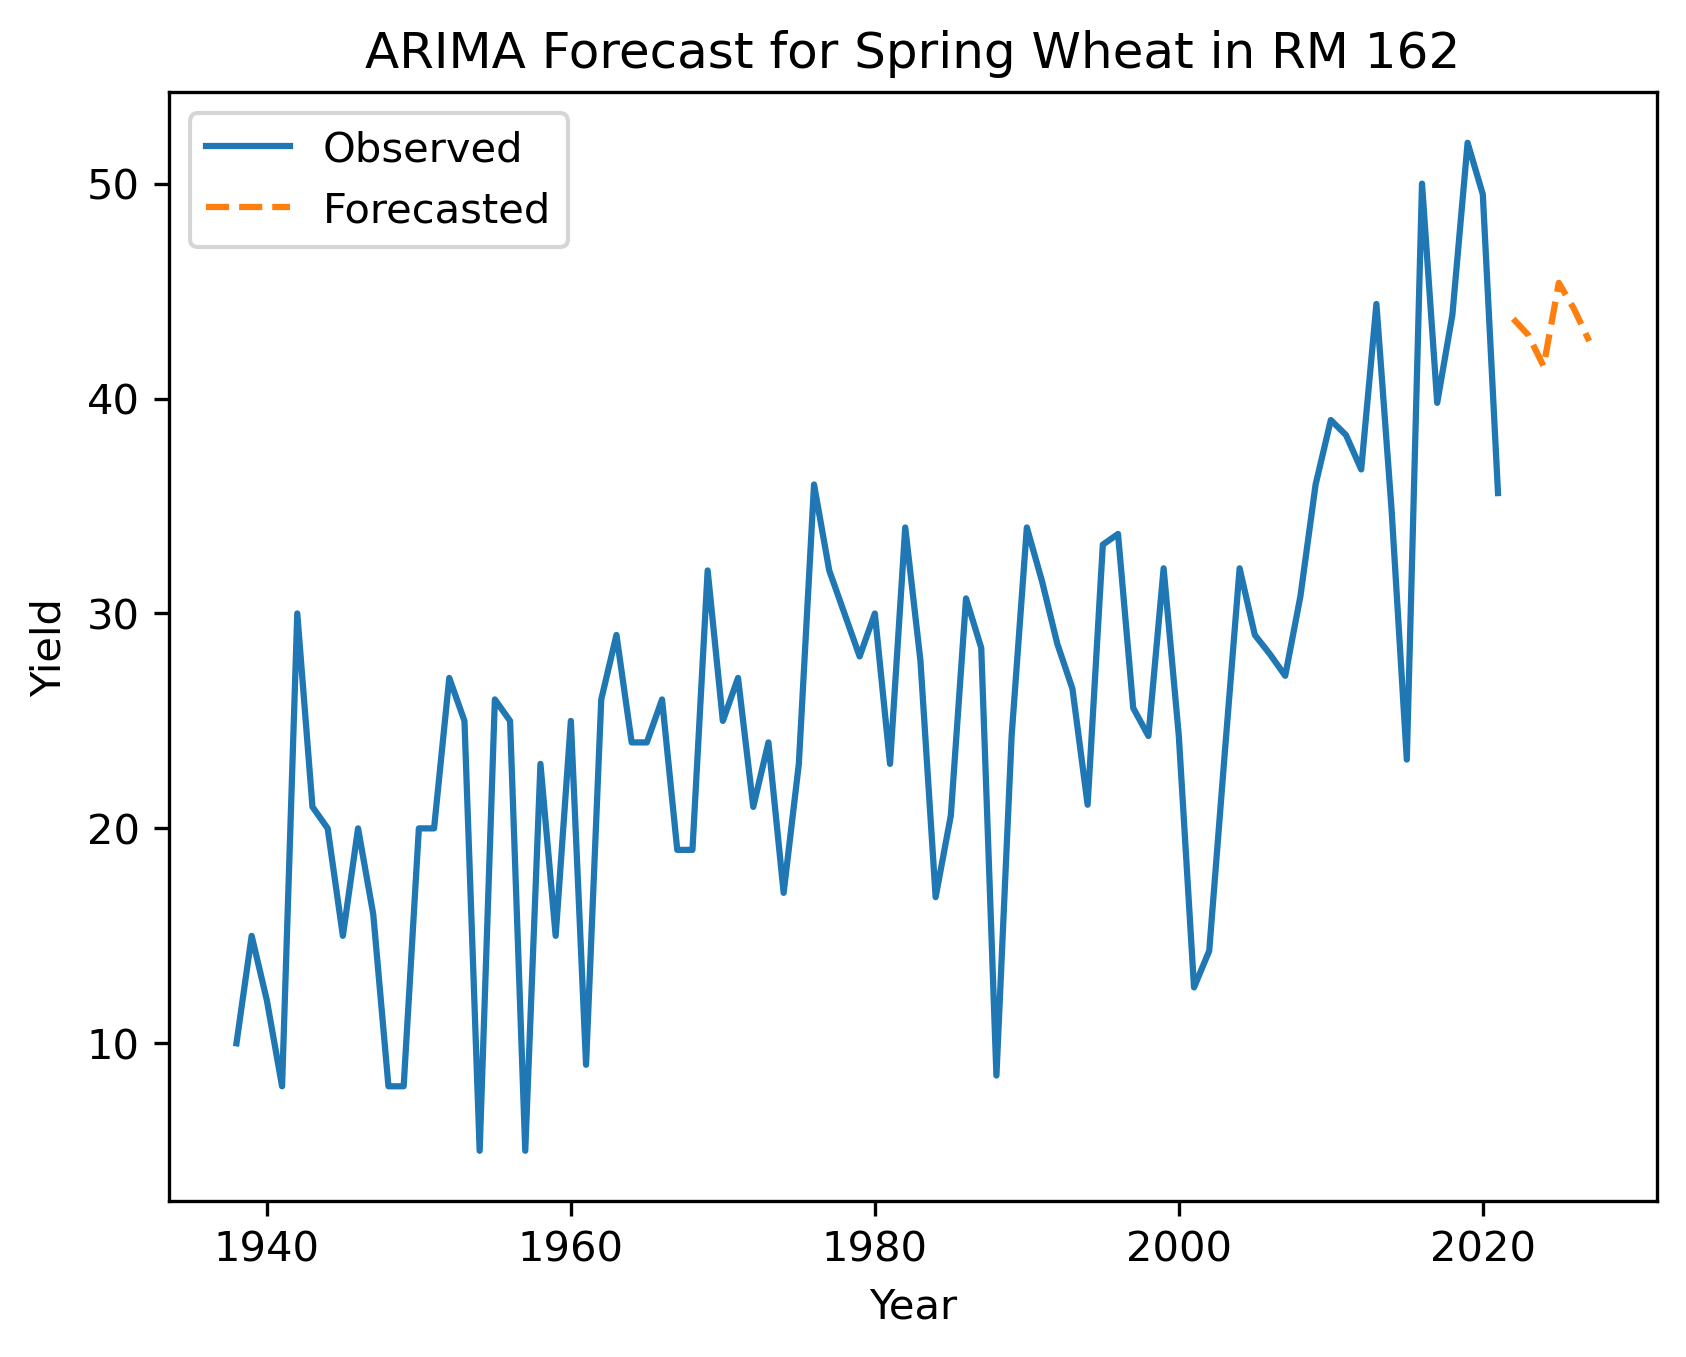 ARIMA Forecast for Spring Wheat in RM 162
Observed
Forecasted
50
40
30
20
10
Yield
1940 1960 1980 2000 2020
Year